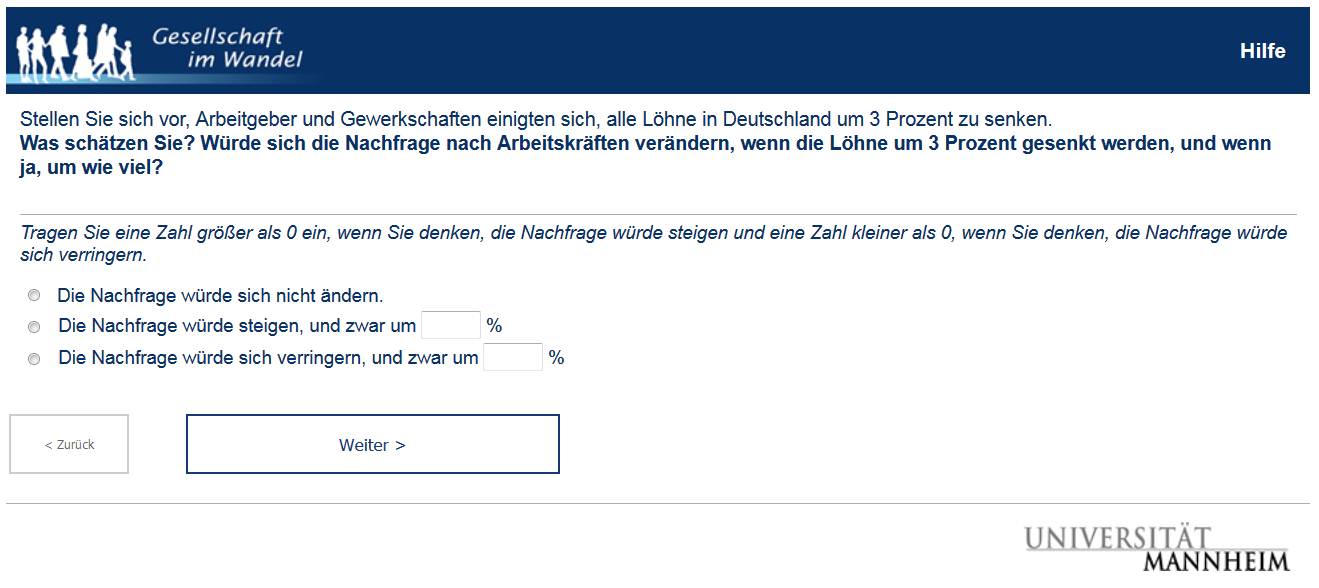 Gesellschaft
im Wandel
Hilfe
Stellen Sie sich vor, Arbeitgeber und Gewerkschaften einigten sich, alle Löhne in Deutschland um 3 Prozent zu senken.
Was schätzen Sie? Würde sich die Nachfrage nach Arbeitskräften verändern, wenn die Löhne um 3 Prozent gesenkt werden, und wenn
ja, um wie viel?
Tragen Sie eine Zahl größer als 0 ein, wenn Sie denken, die Nachfrage würde steigen und eine Zahl kleiner als 0, wenn Sie denken, die Nachfrage würde
sich verringern.
Die Nachfrage würde sich nicht ändern.
Die Nachfrage würde steigen, und zwar um %
Die Nachfrage würde sich verringern, und zwar um %
< Zurück
Weiter >
UNIVERSITÄT
MANNHEIM